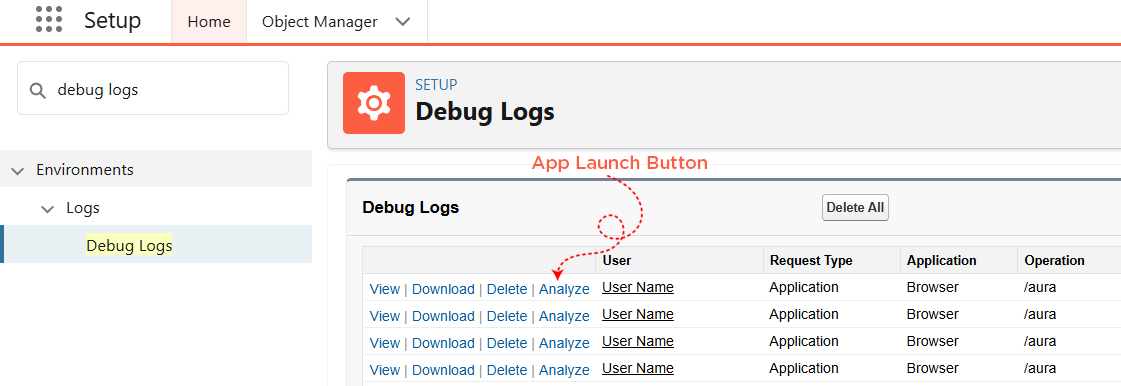 Setup Home Object Manager
debug logs
SETUP
Debug Logs
Environments
Logs
Debug Logs
App Launch Button
Debug Logs Delete All
User Request Type Application Operation
View | Download | Delete | Analyze User Name Application Browser /aura
View | Download | Delete | Analyze User Name Application Browser /aura
View | Download | Delete | Analyze User Name Application Browser /aura
View | Download | Delete | Analyze User Name Application Browser /aura